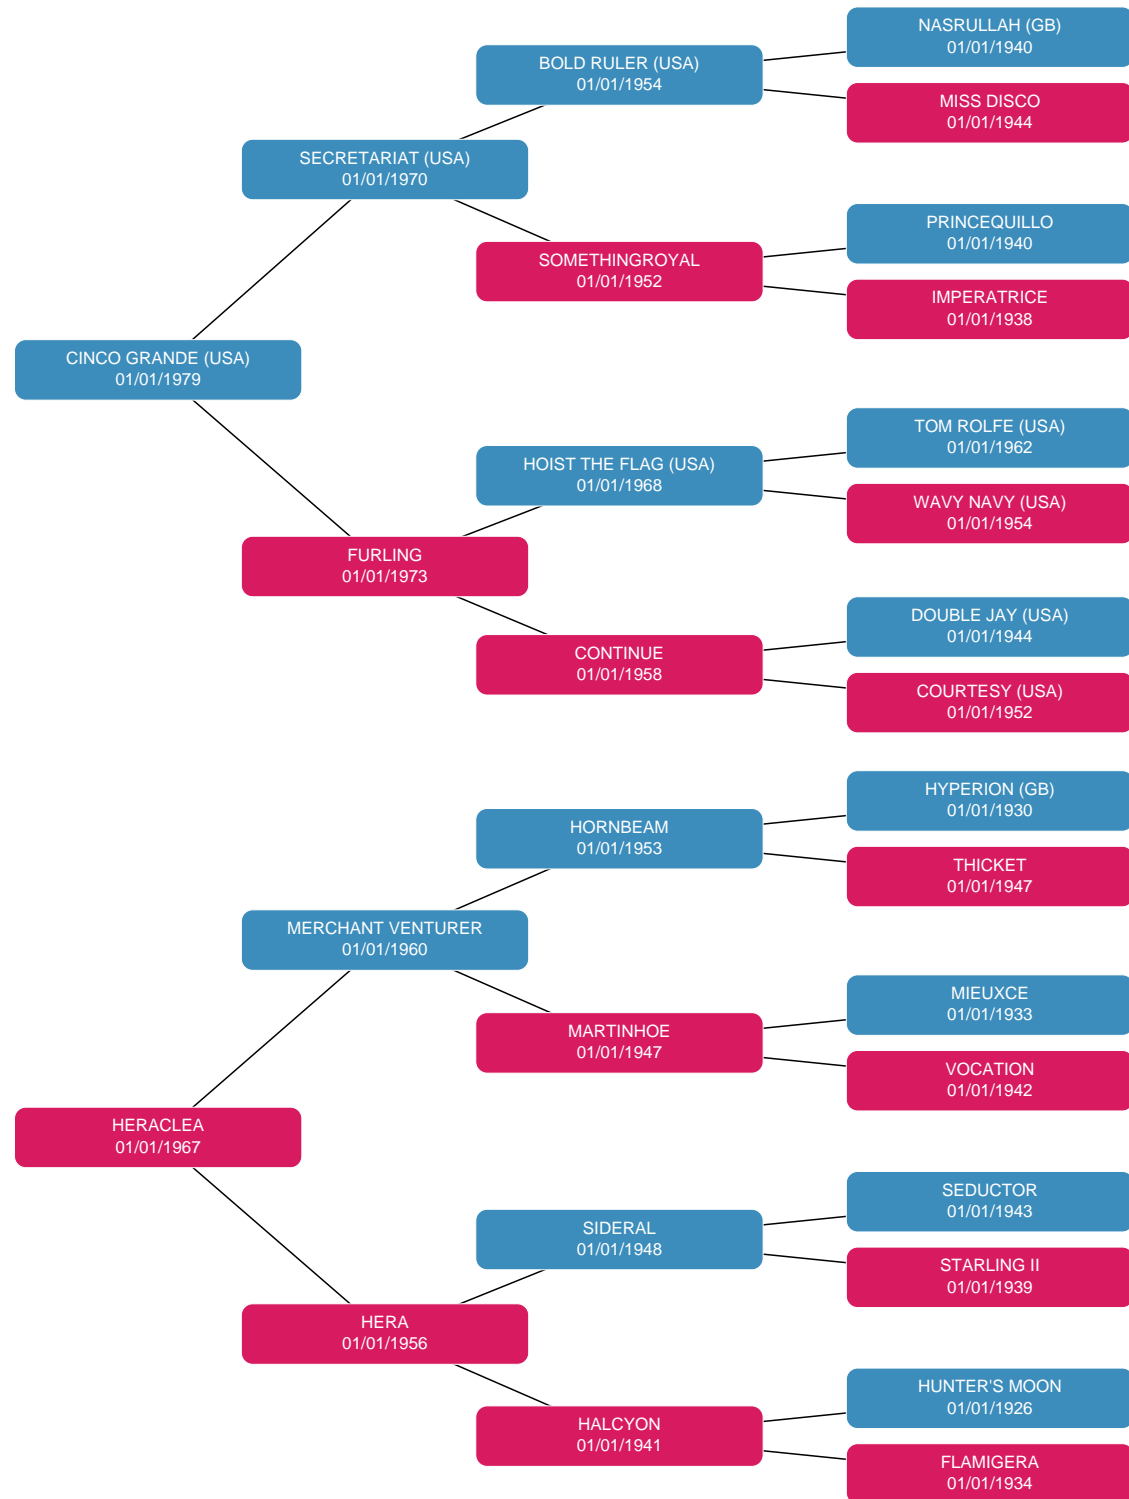 NASRULLAH (GB)
01/01/1940
BOLD RULER (USA)
01/01/1954
MISS DISCO
01/01/1944
SECRETARIAT (USA)
01/01/1970
PRINCEQUILLO
01/01/1940
SOMETHINGROYAL
01/01/1952
IMPERATRICE
01/01/1938
CINCO GRANDE (USA)
01/01/1979
TOM ROLFE (USA)
01/01/1962
HOIST THE FLAG (USA)
01/01/1968
WAVY NAVY (USA)
01/01/1954
FURLING
01/01/1973
DOUBLE JAY (USA)
01/01/1944
CONTINUE
01/01/1958
COURTESY (USA)
01/01/1952
HYPERION (GB)
01/01/1930
HORNBEAM
01/01/1953
THICKET
01/01/1947
MERCHANT VENTURER
01/01/1960
MIEUXCE
01/01/1933
MARTINHOE
01/01/1947
VOCATION
01/01/1942
HERACLEA
01/01/1967
SEDUCTOR
01/01/1943
SIDERAL
01/01/1948
STARLING II
01/01/1939
HERA
01/01/1956
HUNTER'S MOON
01/01/1926
HALCYON
01/01/1941
FLAMIGERA
01/01/1934